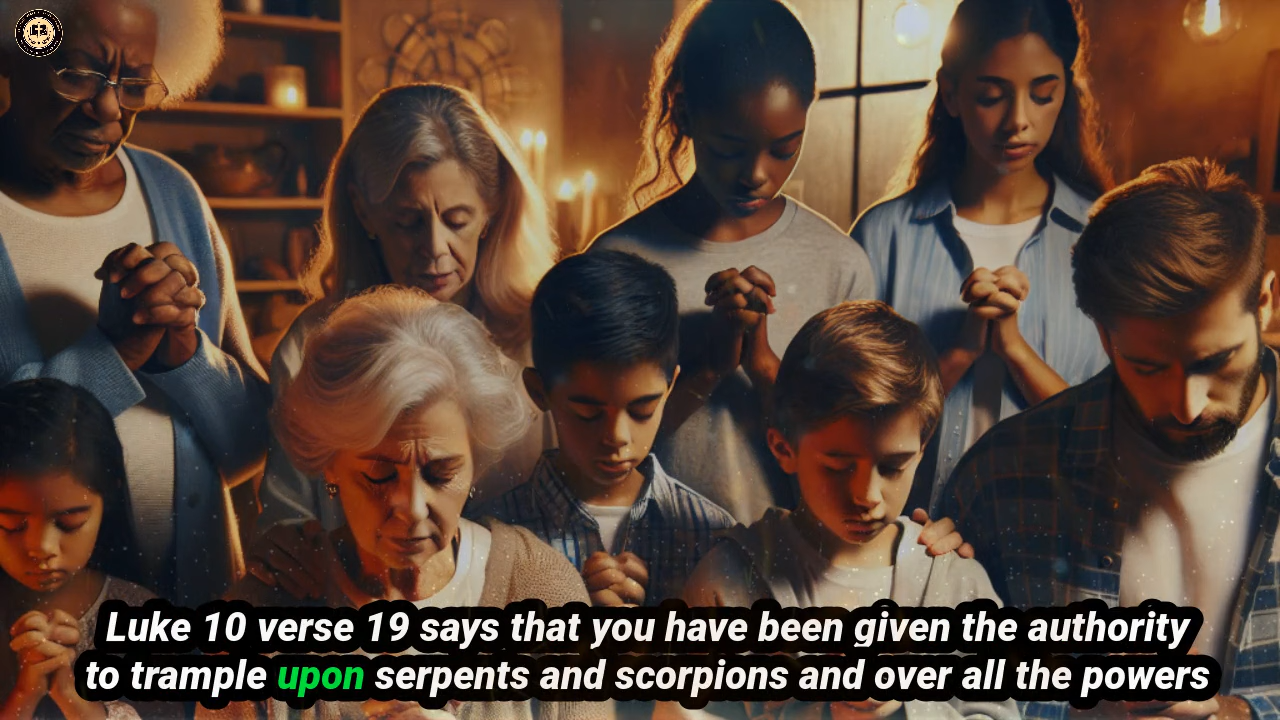 Luke 10 verse 19 says that you have been given the authority
to trample upon serpents and scorpions and over all the powers